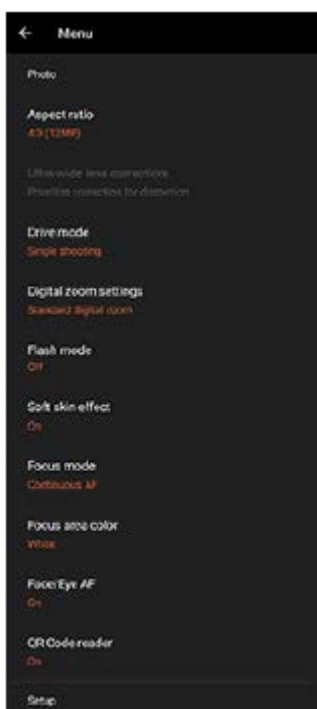 Menu
Photo
Aspect ratio
4:3 (12MP)
Ultra-wide lens corrections
Prioritize correction for distortion
Drive mode
Single shooting
Digital zoom settings
Standard digital zoom
Flash mode
Off
Soft skin effect
On
Focus mode
Continuous AF
Focus area color
White
Face/Eye AF
On
QR Code reader
On
Setup